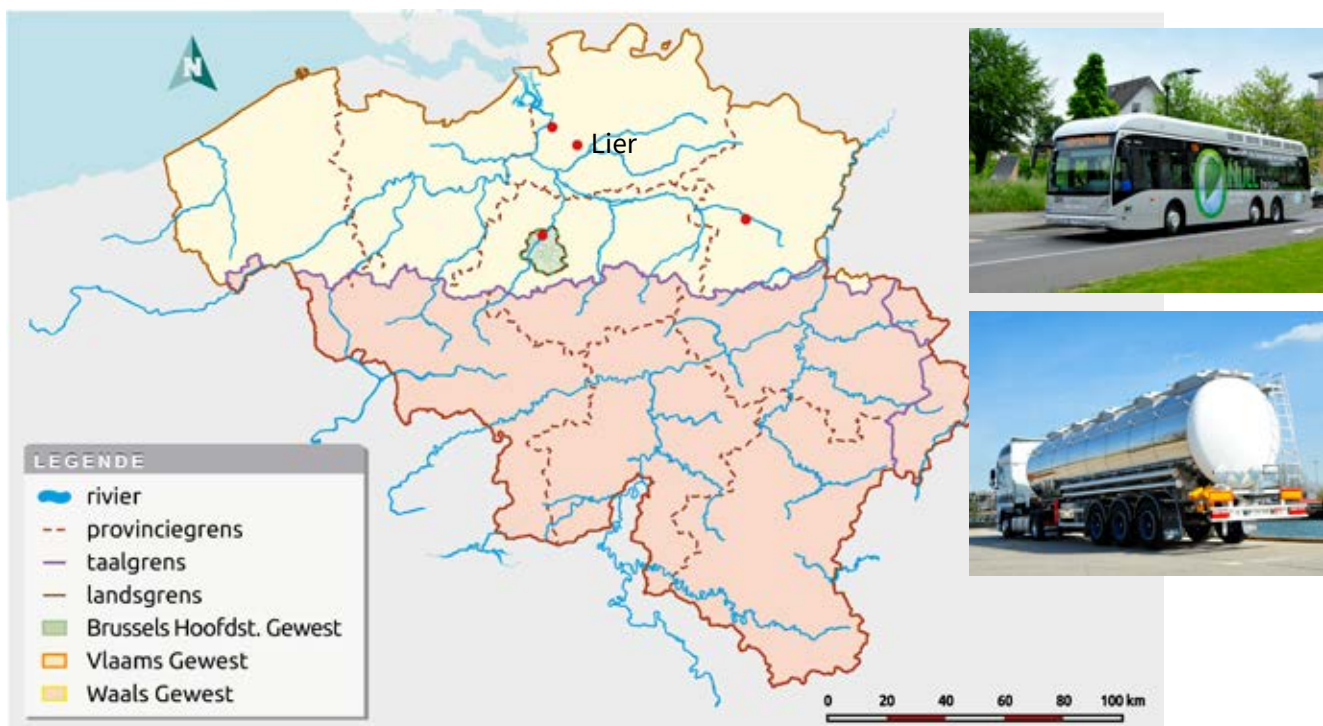 N
Lier
NUL
LEGENDE
rivier
provinciegrens
taalgrens
landsgrens
Brussels Hoofdst. Gewest
Vlaams Gewest
Waals Gewest
0 20 40 60 80 100 km